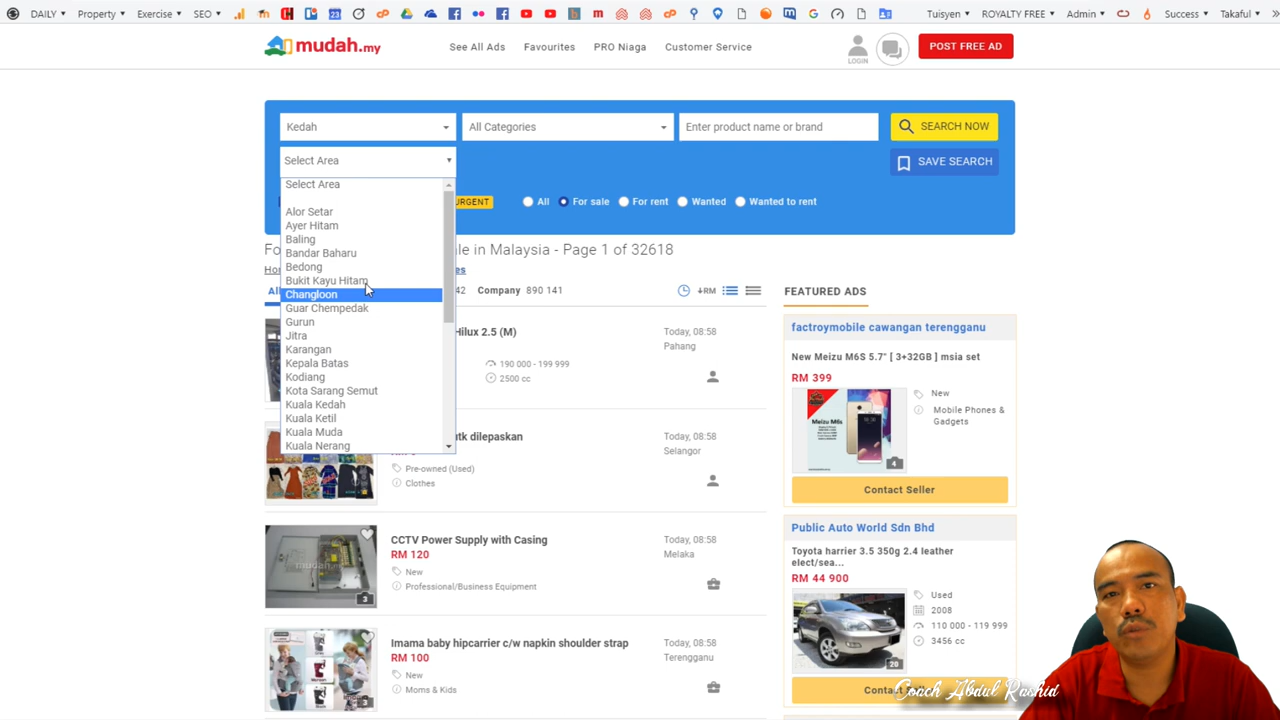 DAILY
Property
Exercise
SEO
Tuisyen
ROYALTY FREE
Admin
Success
Takaful
mudah.my
See All Ads
Favourites
PRO Niaga
Customer Service
LOGIN
POST FREE AD
Kedah
All Categories
Enter product name or brand
SEARCH NOW
Select Area
SAVE SEARCH
Select Area
Alor Setar
Ayer Hitam
Baling
Bandar Baharu
Bedong
Bukit Kayu Hitam
Changloon
Guar Chempedak
Gurun
Jitra
Karangan
Kepala Batas
Kodiang
Kota Sarang Semut
Kuala Kedah
Kuala Ketil
Kuala Muda
Kuala Nerang
URGENT
All
For sale
For rent
Wanted
Wanted to rent
le in Malaysia - Page 1 of 32618
Company 890 141
RM
Hilux 2.5 (M)
190 000 - 199 999
2500 cc
Today, 08:58
Pahang
utk dilepaskan
Pre-owned (Used)
Clothes
Today, 08:58
Selangor
CCTV Power Supply with Casing
RM 120
New
Professional/Business Equipment
Today, 08:58
Melaka
mudah.my
3
Imama baby hipcarrier c/w napkin shoulder strap
RM 100
New
Moms & Kids
Today, 08:58
Terengganu
3
FEATURED ADS
factroymobile cawangan terengganu
New Meizu M6S 5.7" [ 3+32GB ] msia set
RM 399
New
Mobile Phones &
Gadgets
Meizu M6s
4
Contact Seller
Public Auto World Sdn Bhd
Toyota harrier 3.5 350g 2.4 leather
elect/sea...
RM 44 900
Used
2008
110 000 - 119 999
3456 cc
20
Coach Abdul Rashid